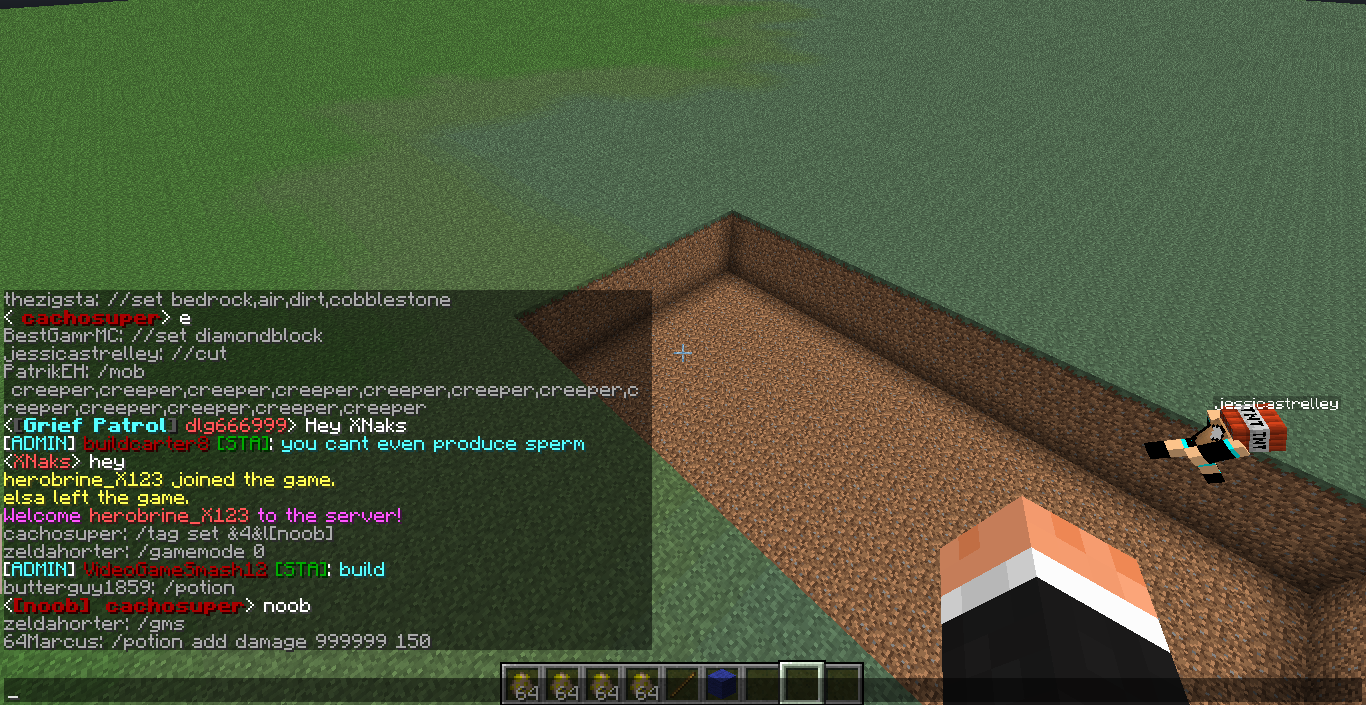 thezigsta: //set bedrock,air,dirt,cobblestone
< cachosuper> e
BestGamrMC: //set diamondblock
jessicastrelley: //cut
PatrikEH: /mob
creeper,creeper,creeper,creeper,creeper,creeper,creeper,c
reeper,creeper,creeper,creeper,creeper
<[Grief Patrol] dlg666999> Hey XNaks
[ADMIN] buildcarter8 [STA]: you cant even produce sperm
<XNaks> hey
herobrine_X123 joined the game.
elsa left the game.
Welcome herobrine_X123 to the server!
cachosuper: /tag set &4&l[noob]
zeldahorter: /gamemode 0
[ADMIN] VideoGameSmash12 [STA]: build
butterguy1859: /potion
<[noob] cachosuper> noob
zeldahorter: /gms
64Marcus: /potion add damage 999999 150
jessicastrelley
TNT TNT
64 64 64 64
_